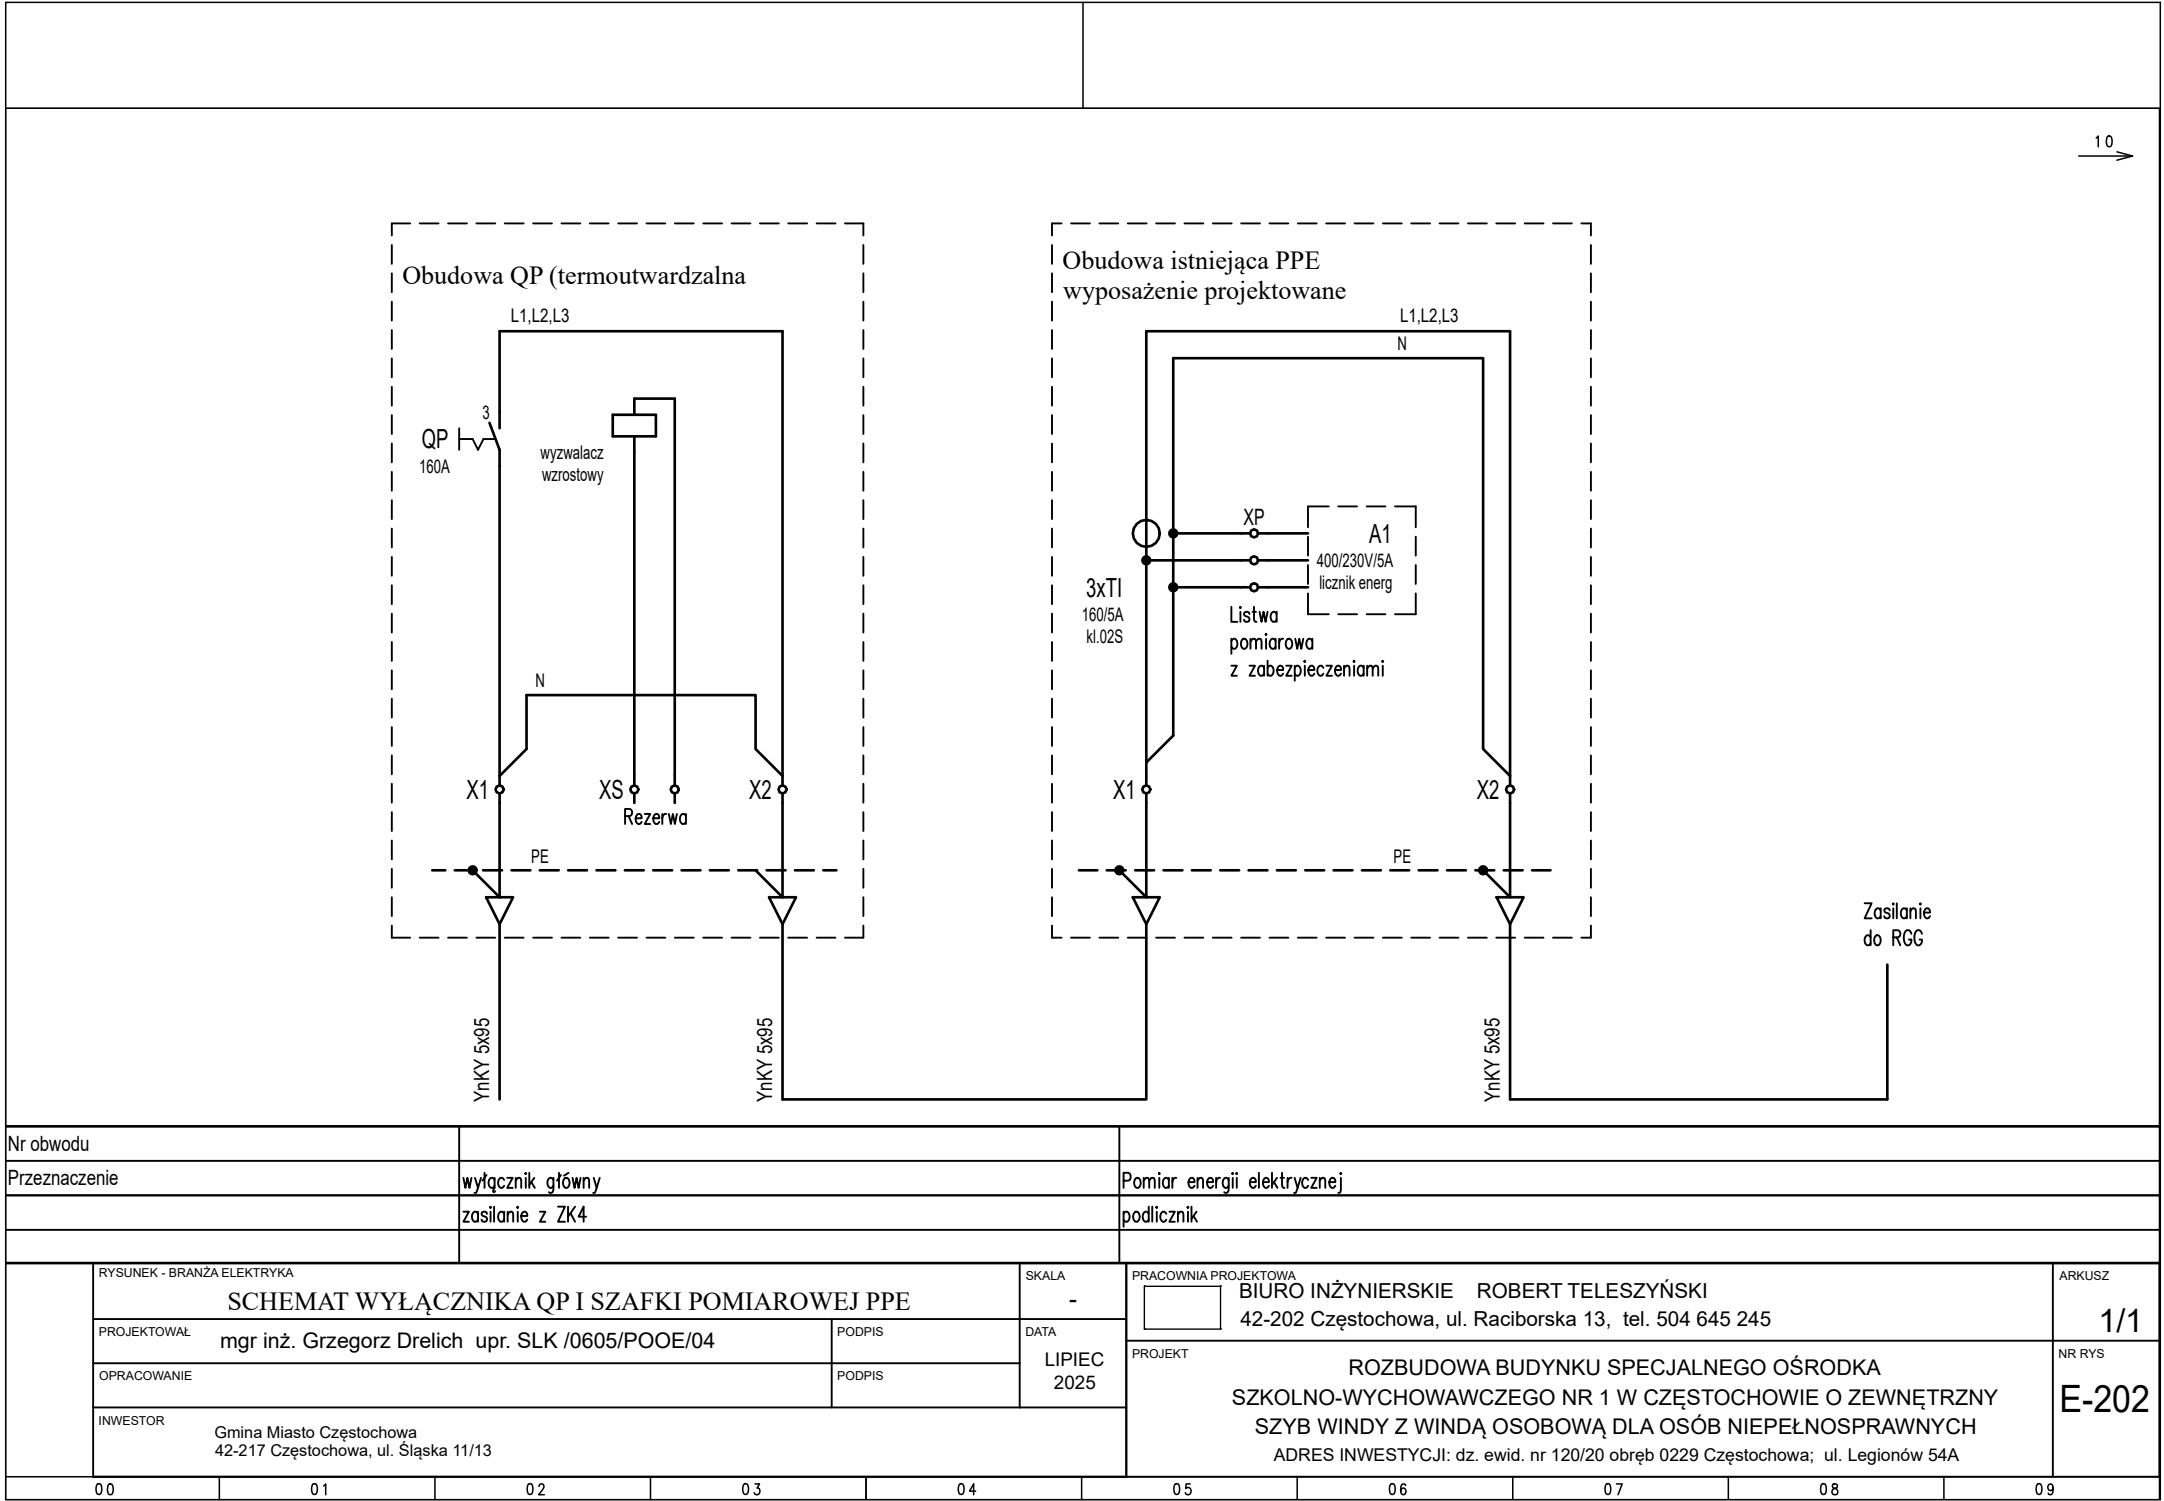 10
Obudowa QP (termoutwardzalna
L1,L2,L3
3
QP
160A
wyzwalacz
wzrostowy
N
X1
XS
X2
Rezerwa
PE
YnKY 5x95
YnKY 5x95
Obudowa istniejąca PPE
wyposażenie projektowane
L1,L2,L3
N
XP
A1
400/230V/5A
licznik energ
3xTI
160/5A
kl.02S
Listwa
pomiarowa
z zabezpieczeniami
X1
X2
PE
YnKY 5x95
Zasilanie
do RGG
Nr obwodu
Przeznaczenie
wyłącznik główny
Pomiar energii elektrycznej
zasilanie z ZK4
podlicznik
RYSUNEK - BRANŻA ELEKTRYKA
SCHEMAT WYŁĄCZNIKA QP I SZAFKI POMIAROWEJ PPE
SKALA
-
PROJEKTOWAŁ
mgr inż. Grzegorz Drelich upr. SLK /0605/POOE/04
PODPIS
DATA
LIPIEC
2025
OPRACOWANIE
PODPIS
INWESTOR
Gmina Miasto Częstochowa
42-217 Częstochowa, ul. Śląska 11/13
PRACOWNIA PROJEKTOWA
BIURO INŻYNIERSKIE ROBERT TELESZYŃSKI
42-202 Częstochowa, ul. Raciborska 13, tel. 504 645 245
ARKUSZ
1/1
PROJEKT
ROZBUDOWA BUDYNKU SPECJALNEGO OŚRODKA
SZKOLNO-WYCHOWAWCZEGO NR 1 W CZĘSTOCHOWIE O ZEWNĘTRZNY
SZYB WINDY Z WINDĄ OSOBOWĄ DLA OSÓB NIEPEŁNOSPRAWNYCH
ADRES INWESTYCJI: dz. ewid. nr 120/20 obręb 0229 Częstochowa; ul. Legionów 54A
NR RYS
E-202
00 01 02 03 04 05 06 07 08 09